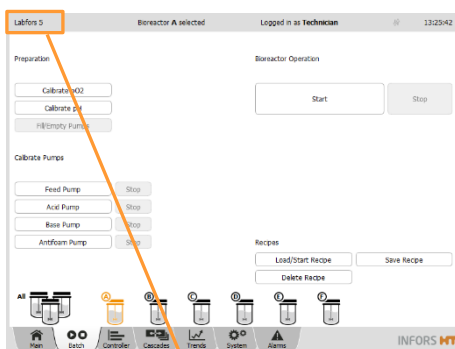 Labfors 5 Bioreactor A selected Logged in as Technician 13:25:42
Preparation Bioreactor Operation
Calibrate pO2
Start Stop
Calibrate pH
Fill/Empty Pumps
Calibrate Pumps
Feed Pump Stop
Acid Pump Stop
Base Pump Stop
Antifoam Pump Stop
Recipes
Load/Start Recipe Save Recipe
Delete Recipe
All A B C D E F
Main Batch Controller Cascades Trends System Alarms INFORS HT